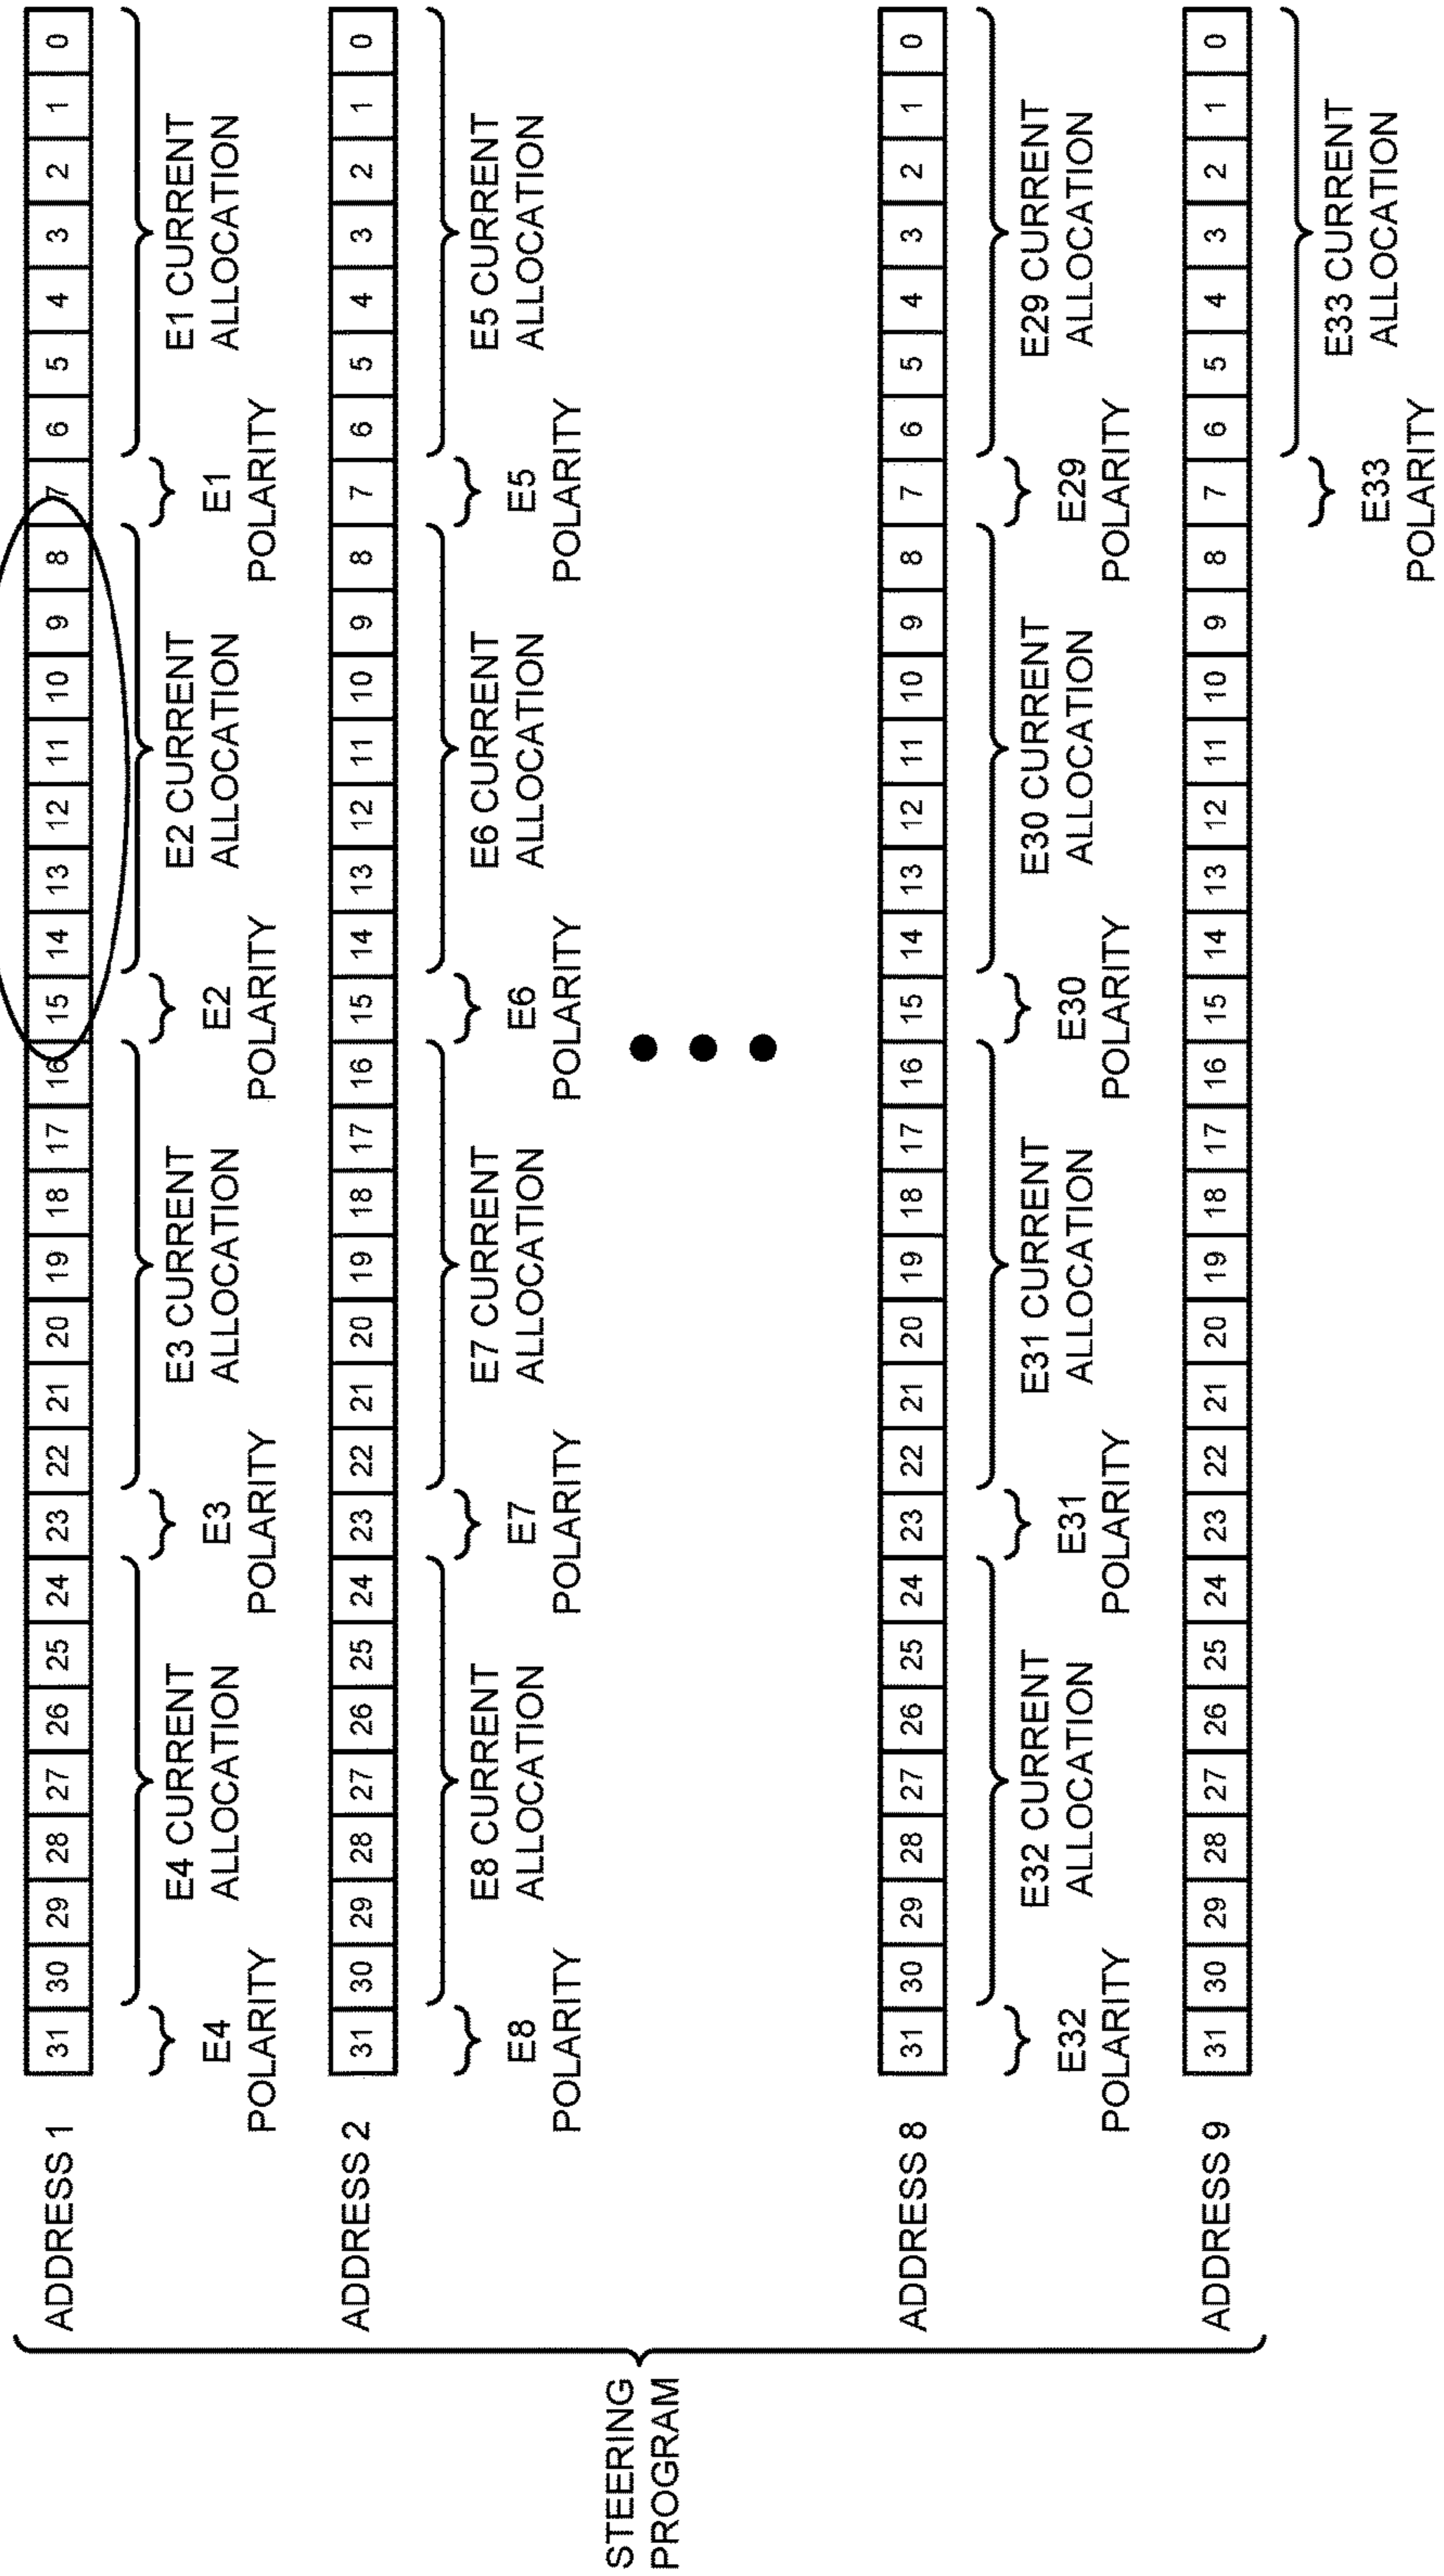 STEERING
PROGRAM
ADDRESS 1
31 30 29 28 27 26 25 24 23 22 21 20 19 18 17 16 15 14 13 12 11 10 9 8 7 6 5 4 3 2 1 0
E4
POLARITY
E4 CURRENT
ALLOCATION
E3
POLARITY
E3 CURRENT
ALLOCATION
E2
POLARITY
E2 CURRENT
ALLOCATION
E1
POLARITY
E1 CURRENT
ALLOCATION
ADDRESS 2
31 30 29 28 27 26 25 24 23 22 21 20 19 18 17 16 15 14 13 12 11 10 9 8 7 6 5 4 3 2 1 0
E8
POLARITY
E8 CURRENT
ALLOCATION
E7
POLARITY
E7 CURRENT
ALLOCATION
E6
POLARITY
E6 CURRENT
ALLOCATION
E5
POLARITY
E5 CURRENT
ALLOCATION
ADDRESS 8
31 30 29 28 27 26 25 24 23 22 21 20 19 18 17 16 15 14 13 12 11 10 9 8 7 6 5 4 3 2 1 0
E32
POLARITY
E32 CURRENT
ALLOCATION
E31
POLARITY
E31 CURRENT
ALLOCATION
E30
POLARITY
E30 CURRENT
ALLOCATION
E29
POLARITY
E29 CURRENT
ALLOCATION
ADDRESS 9
31 30 29 28 27 26 25 24 23 22 21 20 19 18 17 16 15 14 13 12 11 10 9 8 7 6 5 4 3 2 1 0
E33
POLARITY
E33 CURRENT
ALLOCATION